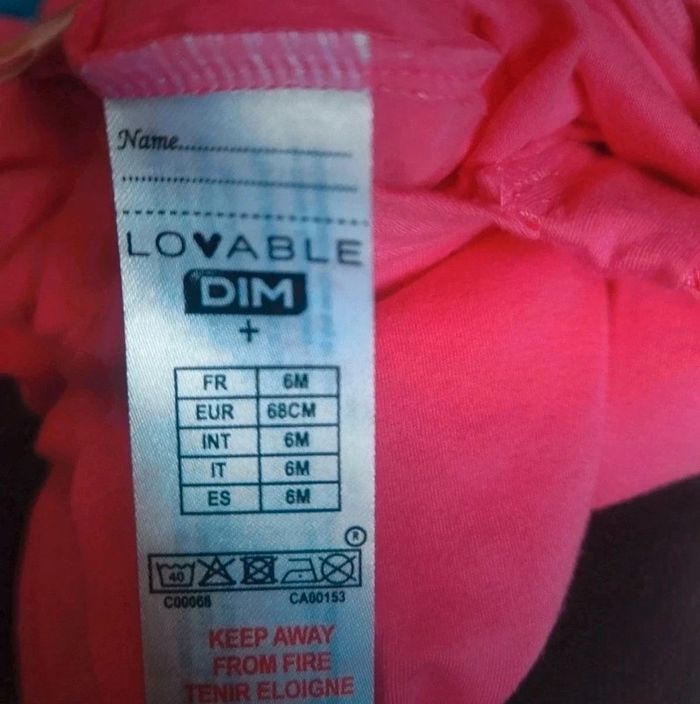 Name
LOVABLE
DIM
+
FR 6M
EUR 68CM
INT 6M
IT 6M
ES 6M
®
40
C00068 CA00153
KEEP AWAY
FROM FIRE
TENIR ELOIGNE